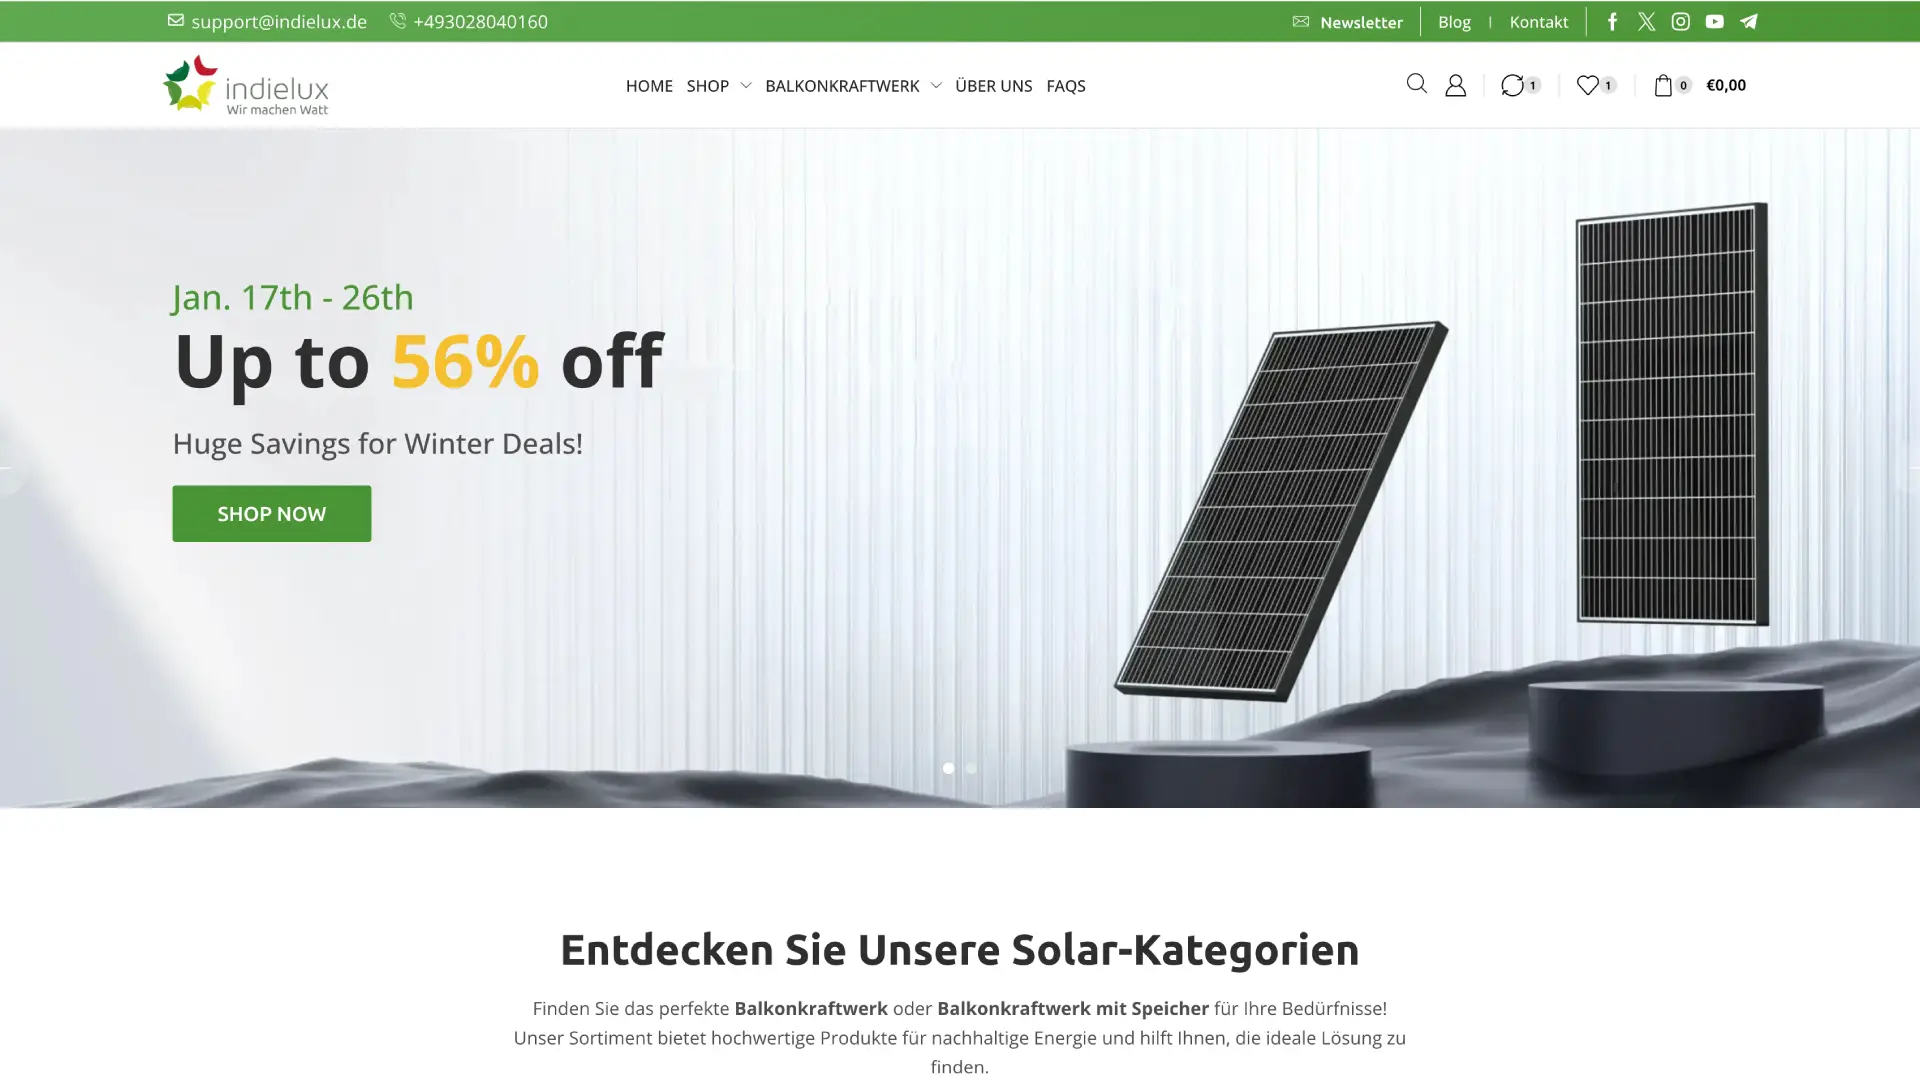 support@indielux.de +493028040160 Newsletter Blog Kontakt
indielux
Wir machen Watt
HOME SHOP BALKONKRAFTWERK ÜBER UNS FAQS
1 1 0 €0,00
Jan. 17th - 26th
Up to 56% off
Huge Savings for Winter Deals!
SHOP NOW
Entdecken Sie Unsere Solar-Kategorien
Finden Sie das perfekte Balkonkraftwerk oder Balkonkraftwerk mit Speicher für Ihre Bedürfnisse!
Unser Sortiment bietet hochwertige Produkte für nachhaltige Energie und hilft Ihnen, die ideale Lösung zu
finden.